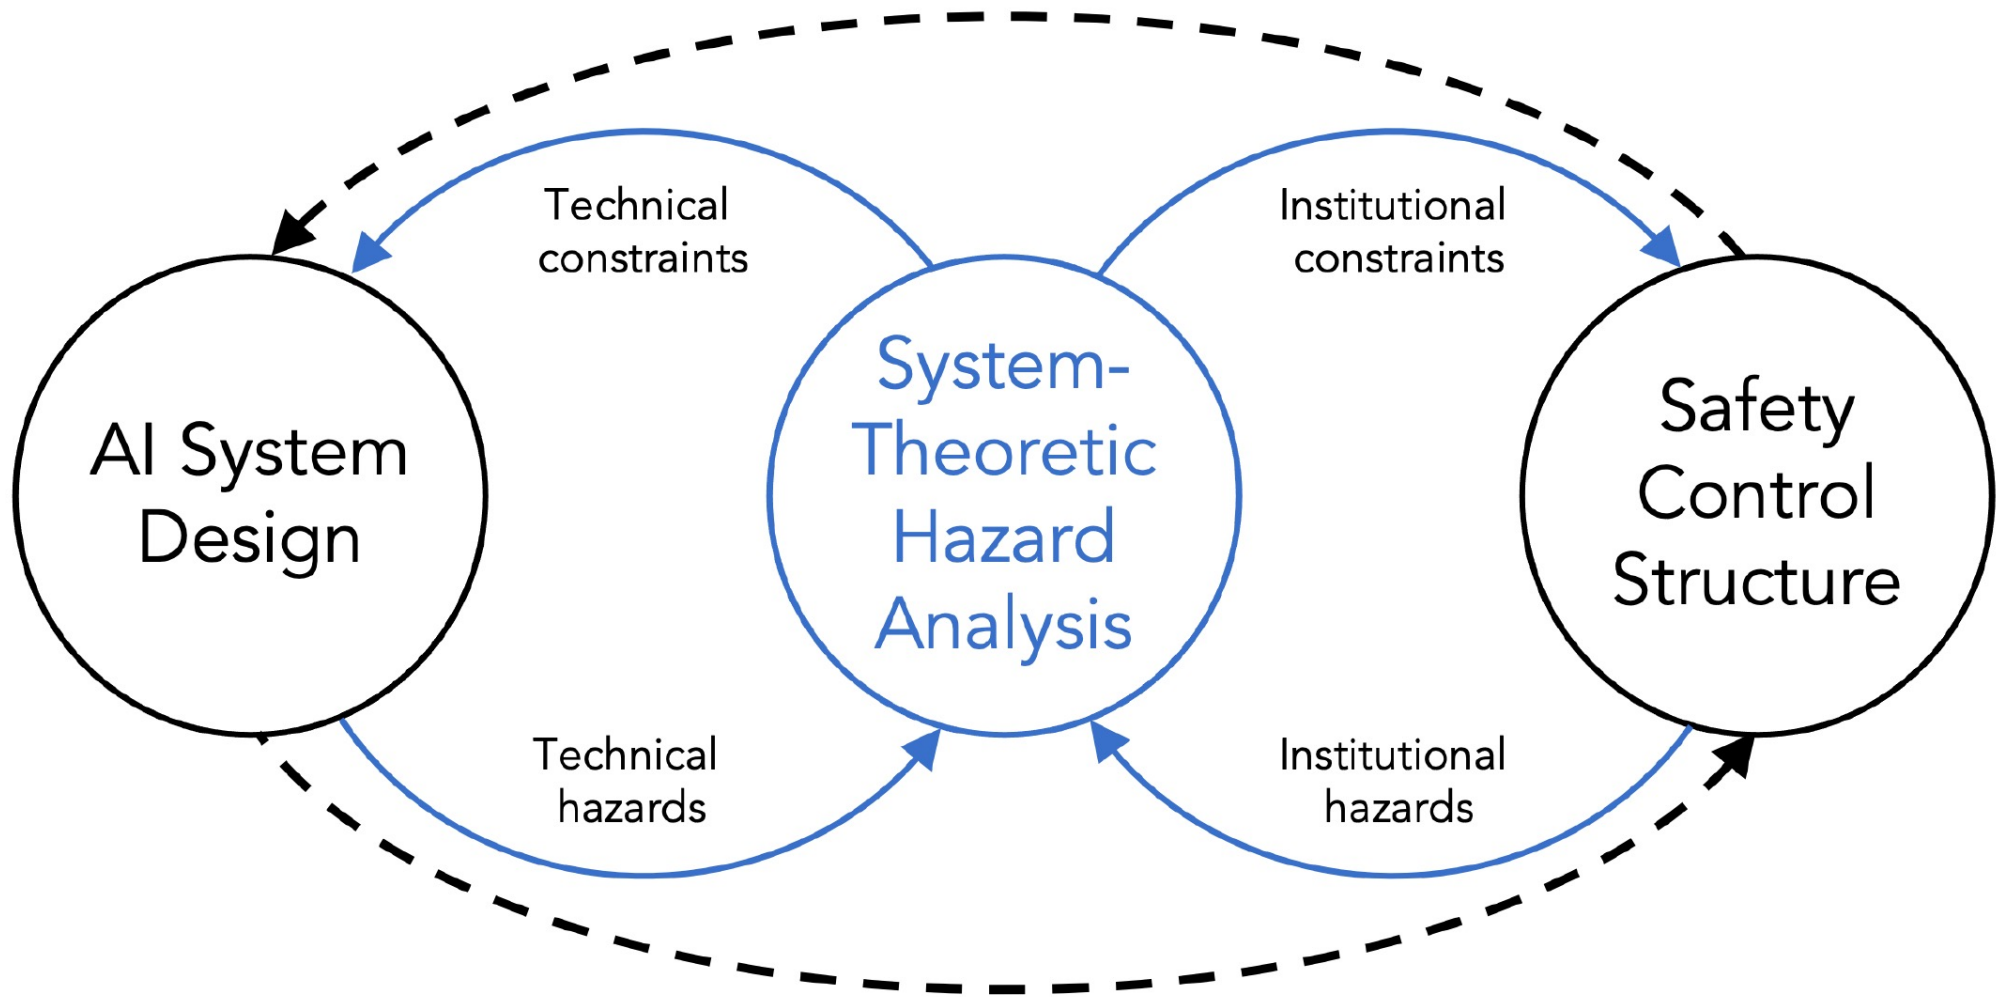 Technical
constraints
Institutional
constraints
AI System
Design
System-
Theoretic
Hazard
Analysis
Safety
Control
Structure
Technical
hazards
Institutional
hazards